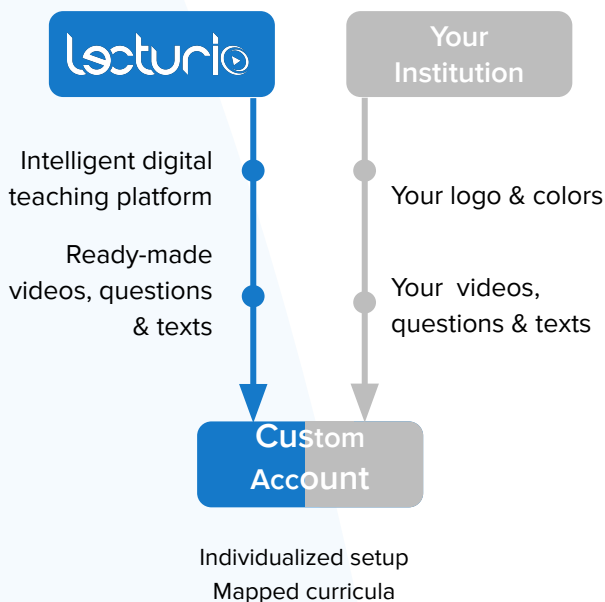 lecturio
Your
Institution
Intelligent digital
teaching platform
Your logo & colors
Ready-made
videos, questions
& texts
Your videos,
questions & texts
Custom
Account
Individualized setup
Mapped curricula